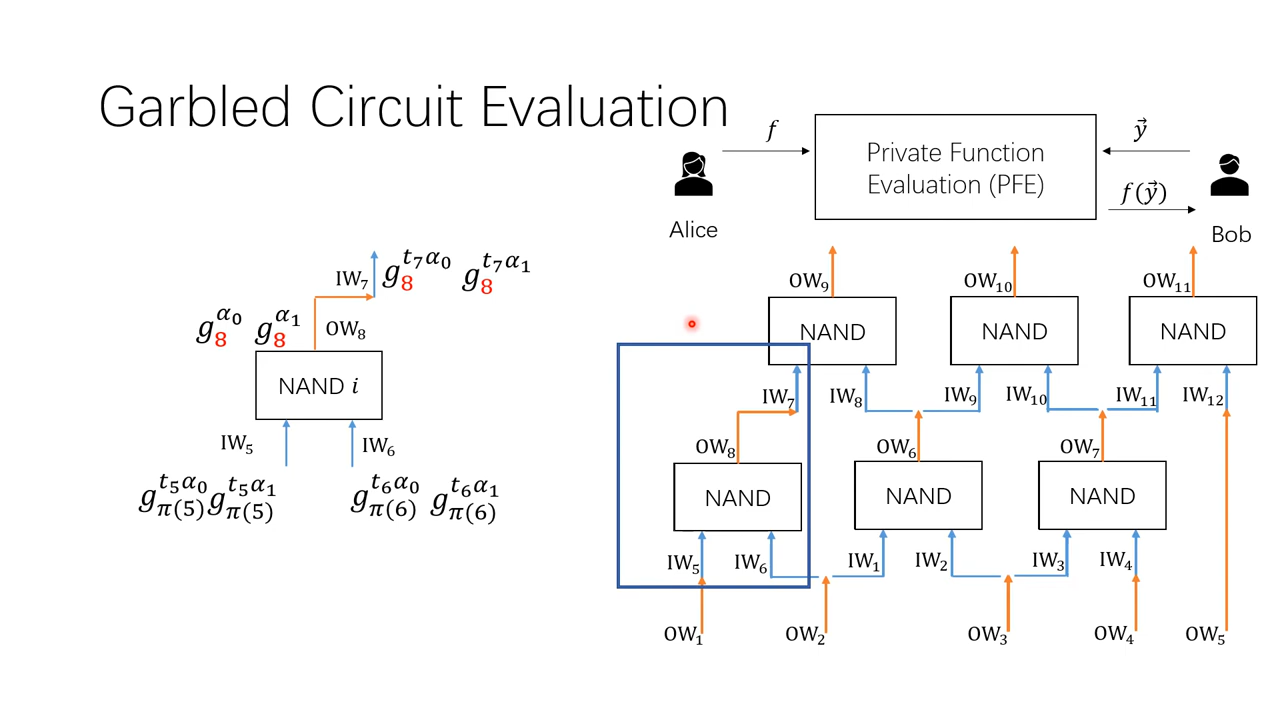 Garbled Circuit Evaluation
f
Private Function
Evaluation (PFE)
y⃗
f(y⃗)
Alice
Bob
IW₇ g₈^{t₇α₀} g₈^{t₇α₁}
g₈^{α₀} g₈^{α₁} OW₈
NAND i
IW₅ IW₆
g_{π(5)}^{t₅α₀} g_{π(5)}^{t₅α₁} g_{π(6)}^{t₆α₀} g_{π(6)}^{t₆α₁}
OW₉ OW₁₀ OW₁₁
NAND NAND NAND
IW₇ IW₈ IW₉ IW₁₀ IW₁₁ IW₁₂
OW₈ OW₆ OW₇
NAND NAND NAND
IW₅ IW₆ IW₁ IW₂ IW₃ IW₄
OW₁ OW₂ OW₃ OW₄ OW₅